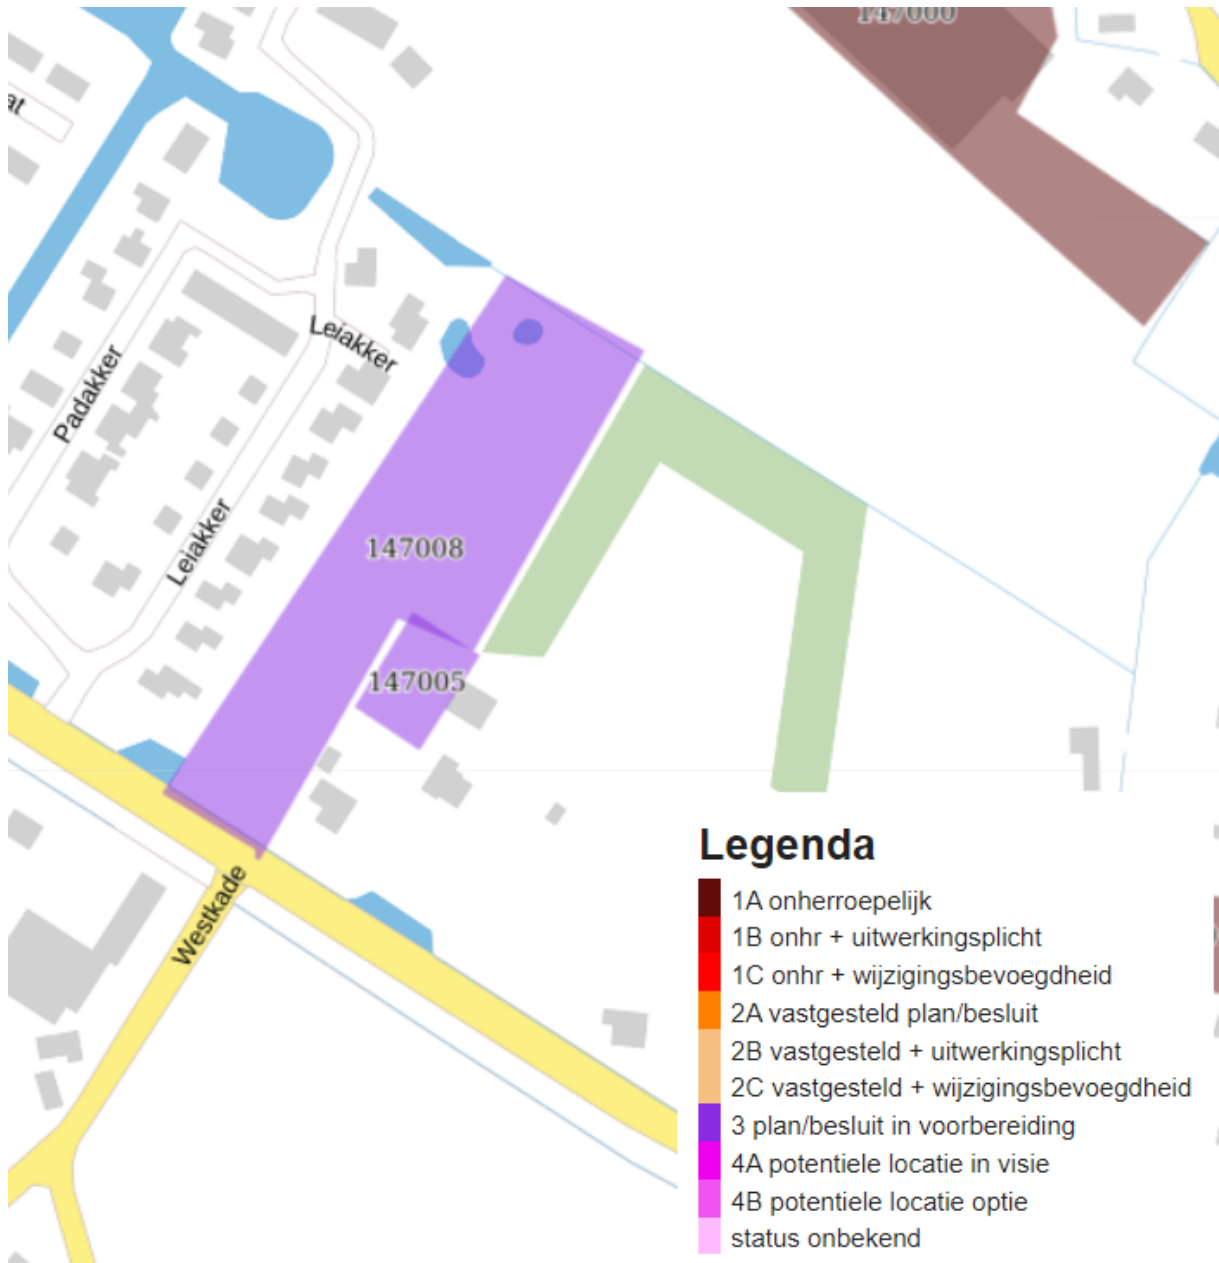 147000
at
Leiakker
Padakker
Leiakker
147008
147005
Westkade
Legenda
1A onherroepelijk
1B onhr + uitwerkingsplicht
1C onhr + wijzigingsbevoegdheid
2A vastgesteld plan/besluit
2B vastgesteld + uitwerkingsplicht
2C vastgesteld + wijzigingsbevoegdheid
3 plan/besluit in voorbereiding
4A potentiele locatie in visie
4B potentiele locatie optie
status onbekend